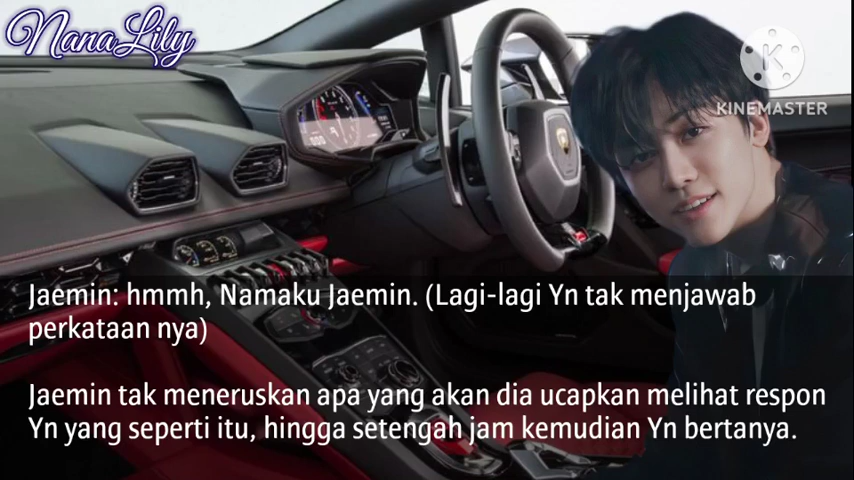 NanaLily
K
KINEMASTER
Jaemin: hmmh, Namaku Jaemin. (Lagi-lagi Yn tak menjawab
perkataan nya)
Jaemin tak meneruskan apa yang akan dia ucapkan melihat respon
Yn yang seperti itu, hingga setengah jam kemudian Yn bertanya.